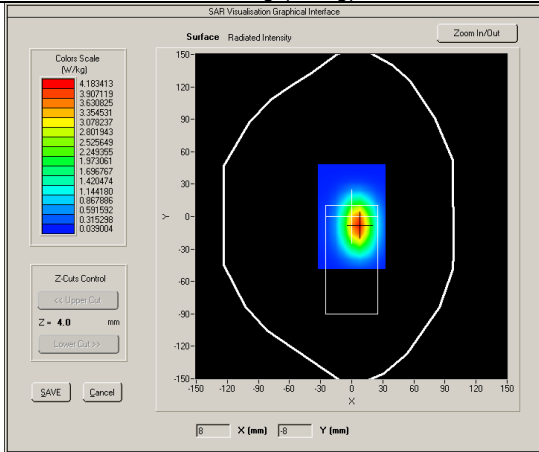 SAR Visualisation Graphical Interface
Surface Radiated Intensity
Zoom In/Out
Colors Scale
(W/kg)
4.183413
3.907119
3.630825
3.354531
3.078237
2.801943
2.525649
2.249355
1.973061
1.696767
1.420474
1.144180
0.867886
0.591592
0.315298
0.039004
Z-Cuts Control
<< Upper Cut
Z = 4.0 mm
Lower Cut >>
SAVE Cancel
150
120
90
60
30
0
-30
-60
-90
-120
-150
Y
-150 -120 -90 -60 -30 0 30 60 90 120 150
X
8 X (mm) -8 Y (mm)